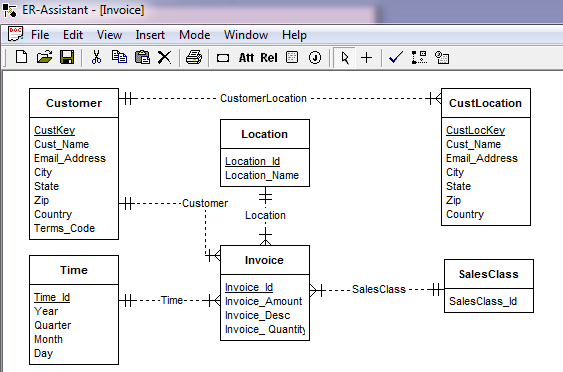 ER-Assistant - [Invoice]
DOC File Edit View Insert Mode Window Help
Att Rel J
Customer
CustKey
Cust_Name
Email_Address
City
State
Zip
Country
Terms_Code
CustomerLocation
CustLocation
CustLocKey
Cust_Name
Email_Address
City
State
Zip
Country
Location
Location_Id
Location_Name
Customer
Location
Time
Time_Id
Year
Quarter
Month
Day
Time
Invoice
Invoice_Id
Invoice_Amount
Invoice_Desc
Invoice_ Quantity
SalesClass
SalesClass
SalesClass_Id